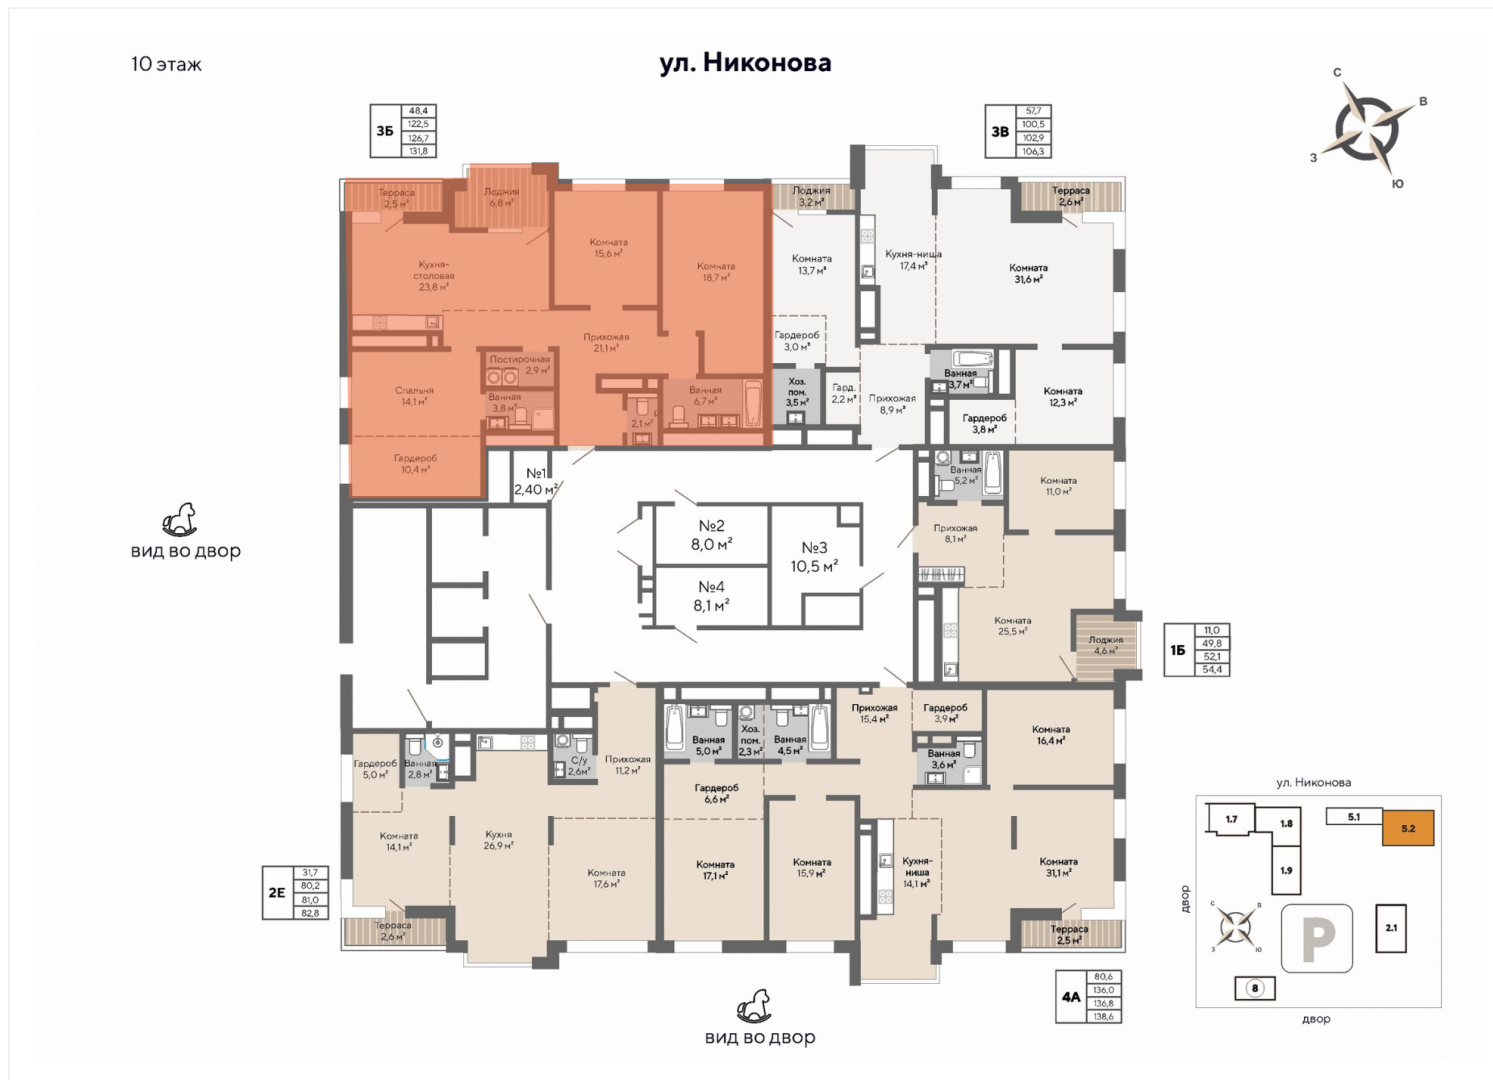 10 этаж
ул. Никонова
С
В
З
Ю
3Б
48,4
122,5
126,7
131,8
3В
57,7
100,5
102,9
106,3
Терраса
2,5 м²
Лоджия
6,8 м²
Комната
15,6 м²
Комната
18,7 м²
Кухня-
столовая
23,8 м²
Прихожая
21,1 м²
Постирочная
2,9 м²
Спальня
14,1 м²
Ванная
3,8 м²
2,1 м²
Ванная
6,7 м²
Гардероб
10,4 м²
Лоджия
3,2 м²
Комната
13,7 м²
Кухня-ниша
17,4 м²
Терраса
2,6 м²
Комната
31,6 м²
Гардероб
3,0 м²
Хоз.
пом.
3,5 м²
Гард.
2,2 м²
Прихожая
8,9 м²
Ванная
3,7 м²
Комната
12,3 м²
Гардероб
3,8 м²
№1
2,40 м²
№2
8,0 м²
№3
10,5 м²
№4
8,1 м²
Ванная
5,2 м²
Комната
11,0 м²
Прихожая
8,1 м²
Комната
25,5 м²
Лоджия
4,6 м²
1Б
11,0
49,8
52,1
54,4
вид во двор
Гардероб
5,0 м²
Ванная
2,8 м²
С/у
2,6 м²
Прихожая
11,2 м²
Комната
14,1 м²
Кухня
26,9 м²
Комната
17,6 м²
Терраса
2,6 м²
2Е
31,7
80,2
81,0
82,8
Ванная
5,0 м²
Хоз.
пом.
2,3 м²
Ванная
4,5 м²
Прихожая
15,4 м²
Гардероб
3,9 м²
Комната
16,4 м²
Ванная
3,6 м²
Гардероб
6,6 м²
Комната
17,1 м²
Комната
15,9 м²
Кухня-
ниша
14,1 м²
Комната
31,1 м²
Терраса
2,5 м²
4А
80,6
136,0
136,8
138,6
вид во двор
ул. Никонова
1.7
1.8
1.9
5.1
5.2
2.1
8
P
С
В
З
Ю
двор
двор